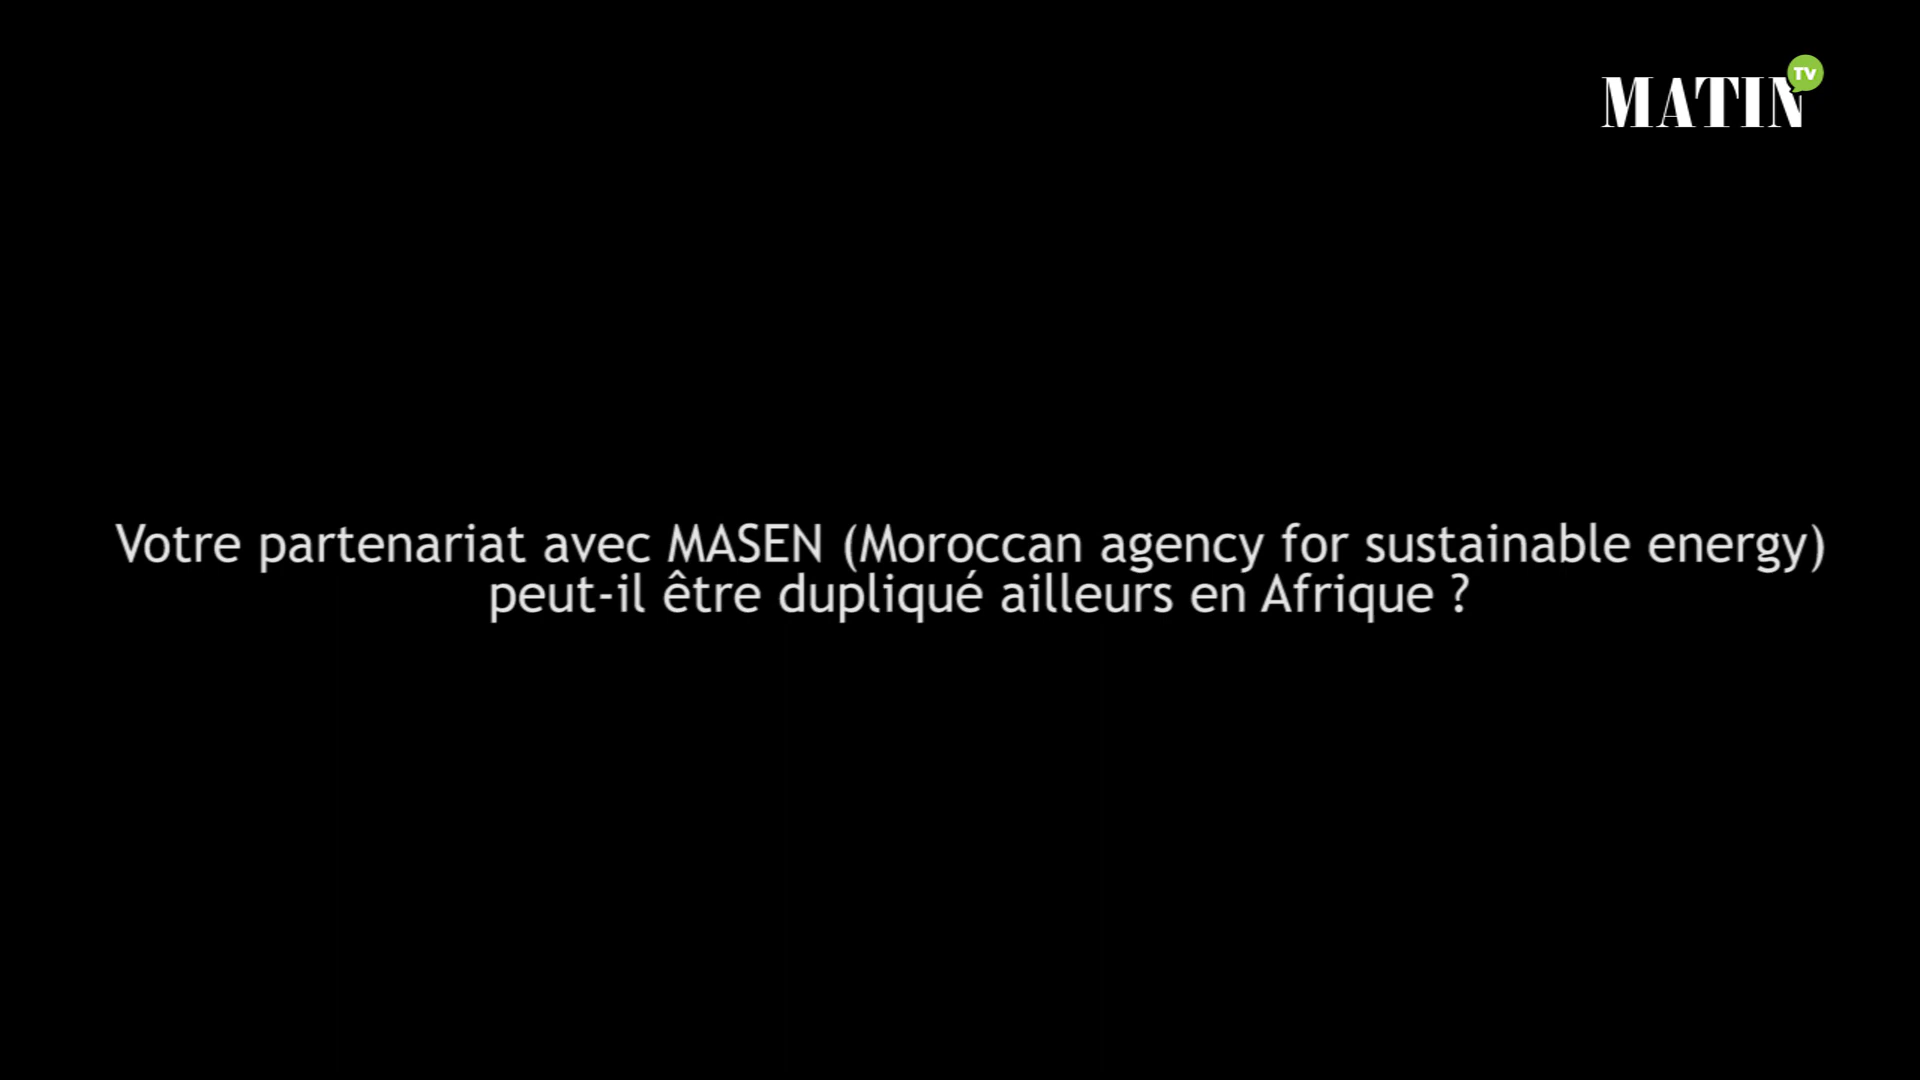 MATIN TV
Votre partenariat avec MASEN (Moroccan agency for sustainable energy)
peut-il être dupliqué ailleurs en Afrique ?